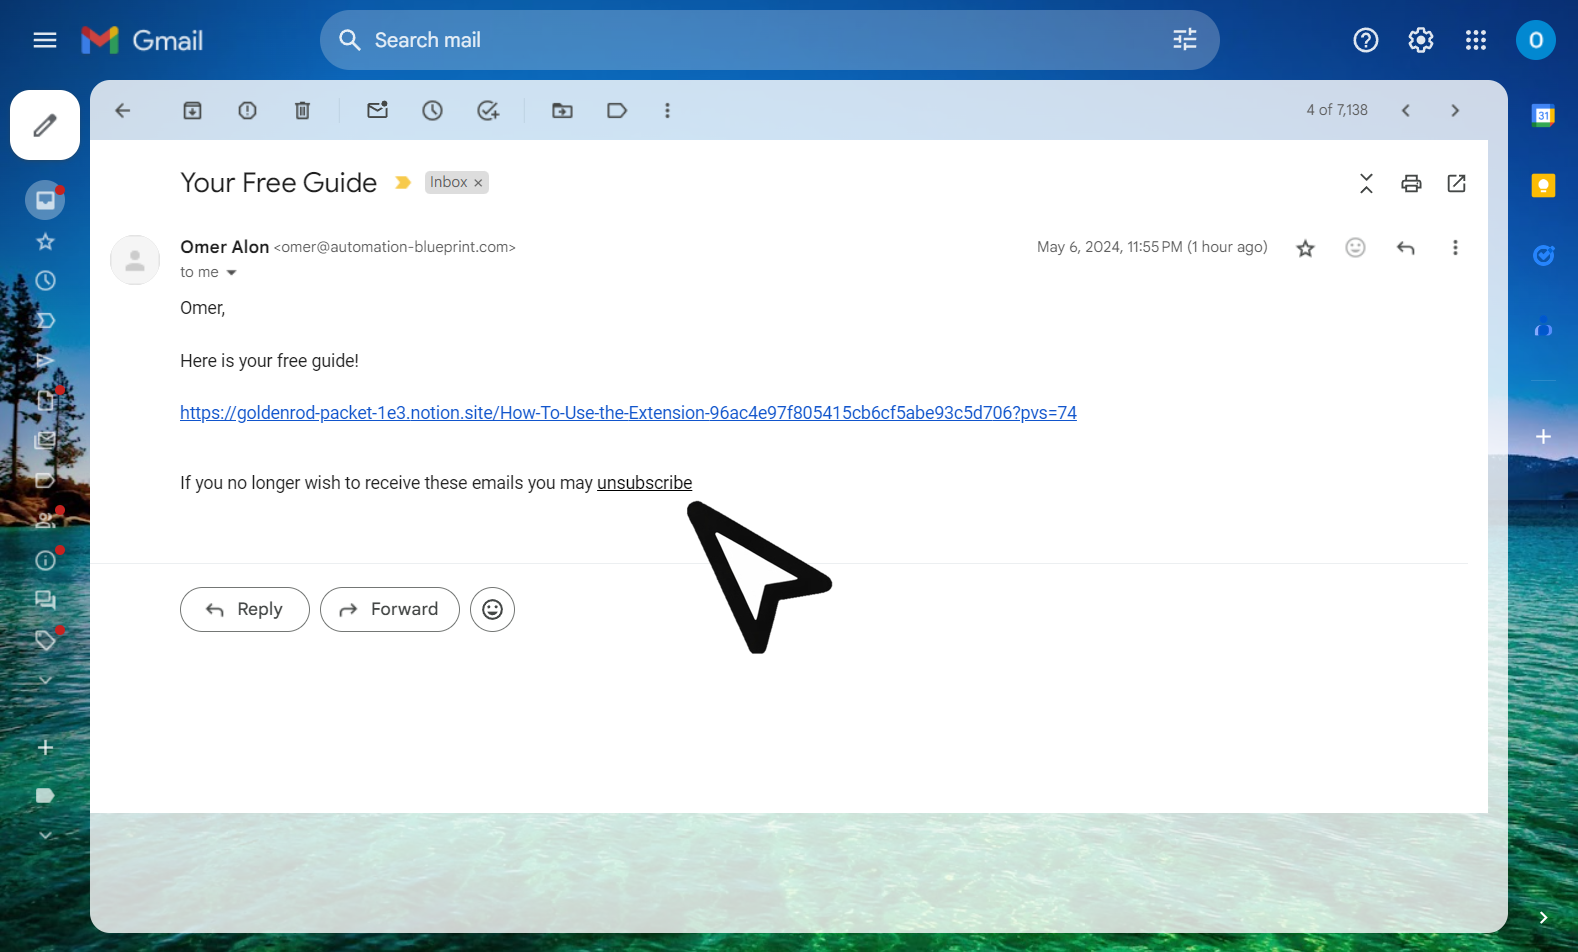 Gmail
Search mail
O
4 of 7,138
31
Your Free Guide
Inbox ×
Omer Alon <omer@automation-blueprint.com>
May 6, 2024, 11:55 PM (1 hour ago)
to me
Omer,
Here is your free guide!
https://goldenrod-packet-1e3.notion.site/How-To-Use-the-Extension-96ac4e97f805415cb6cf5abe93c5d706?pvs=74
If you no longer wish to receive these emails you may unsubscribe
Reply
Forward